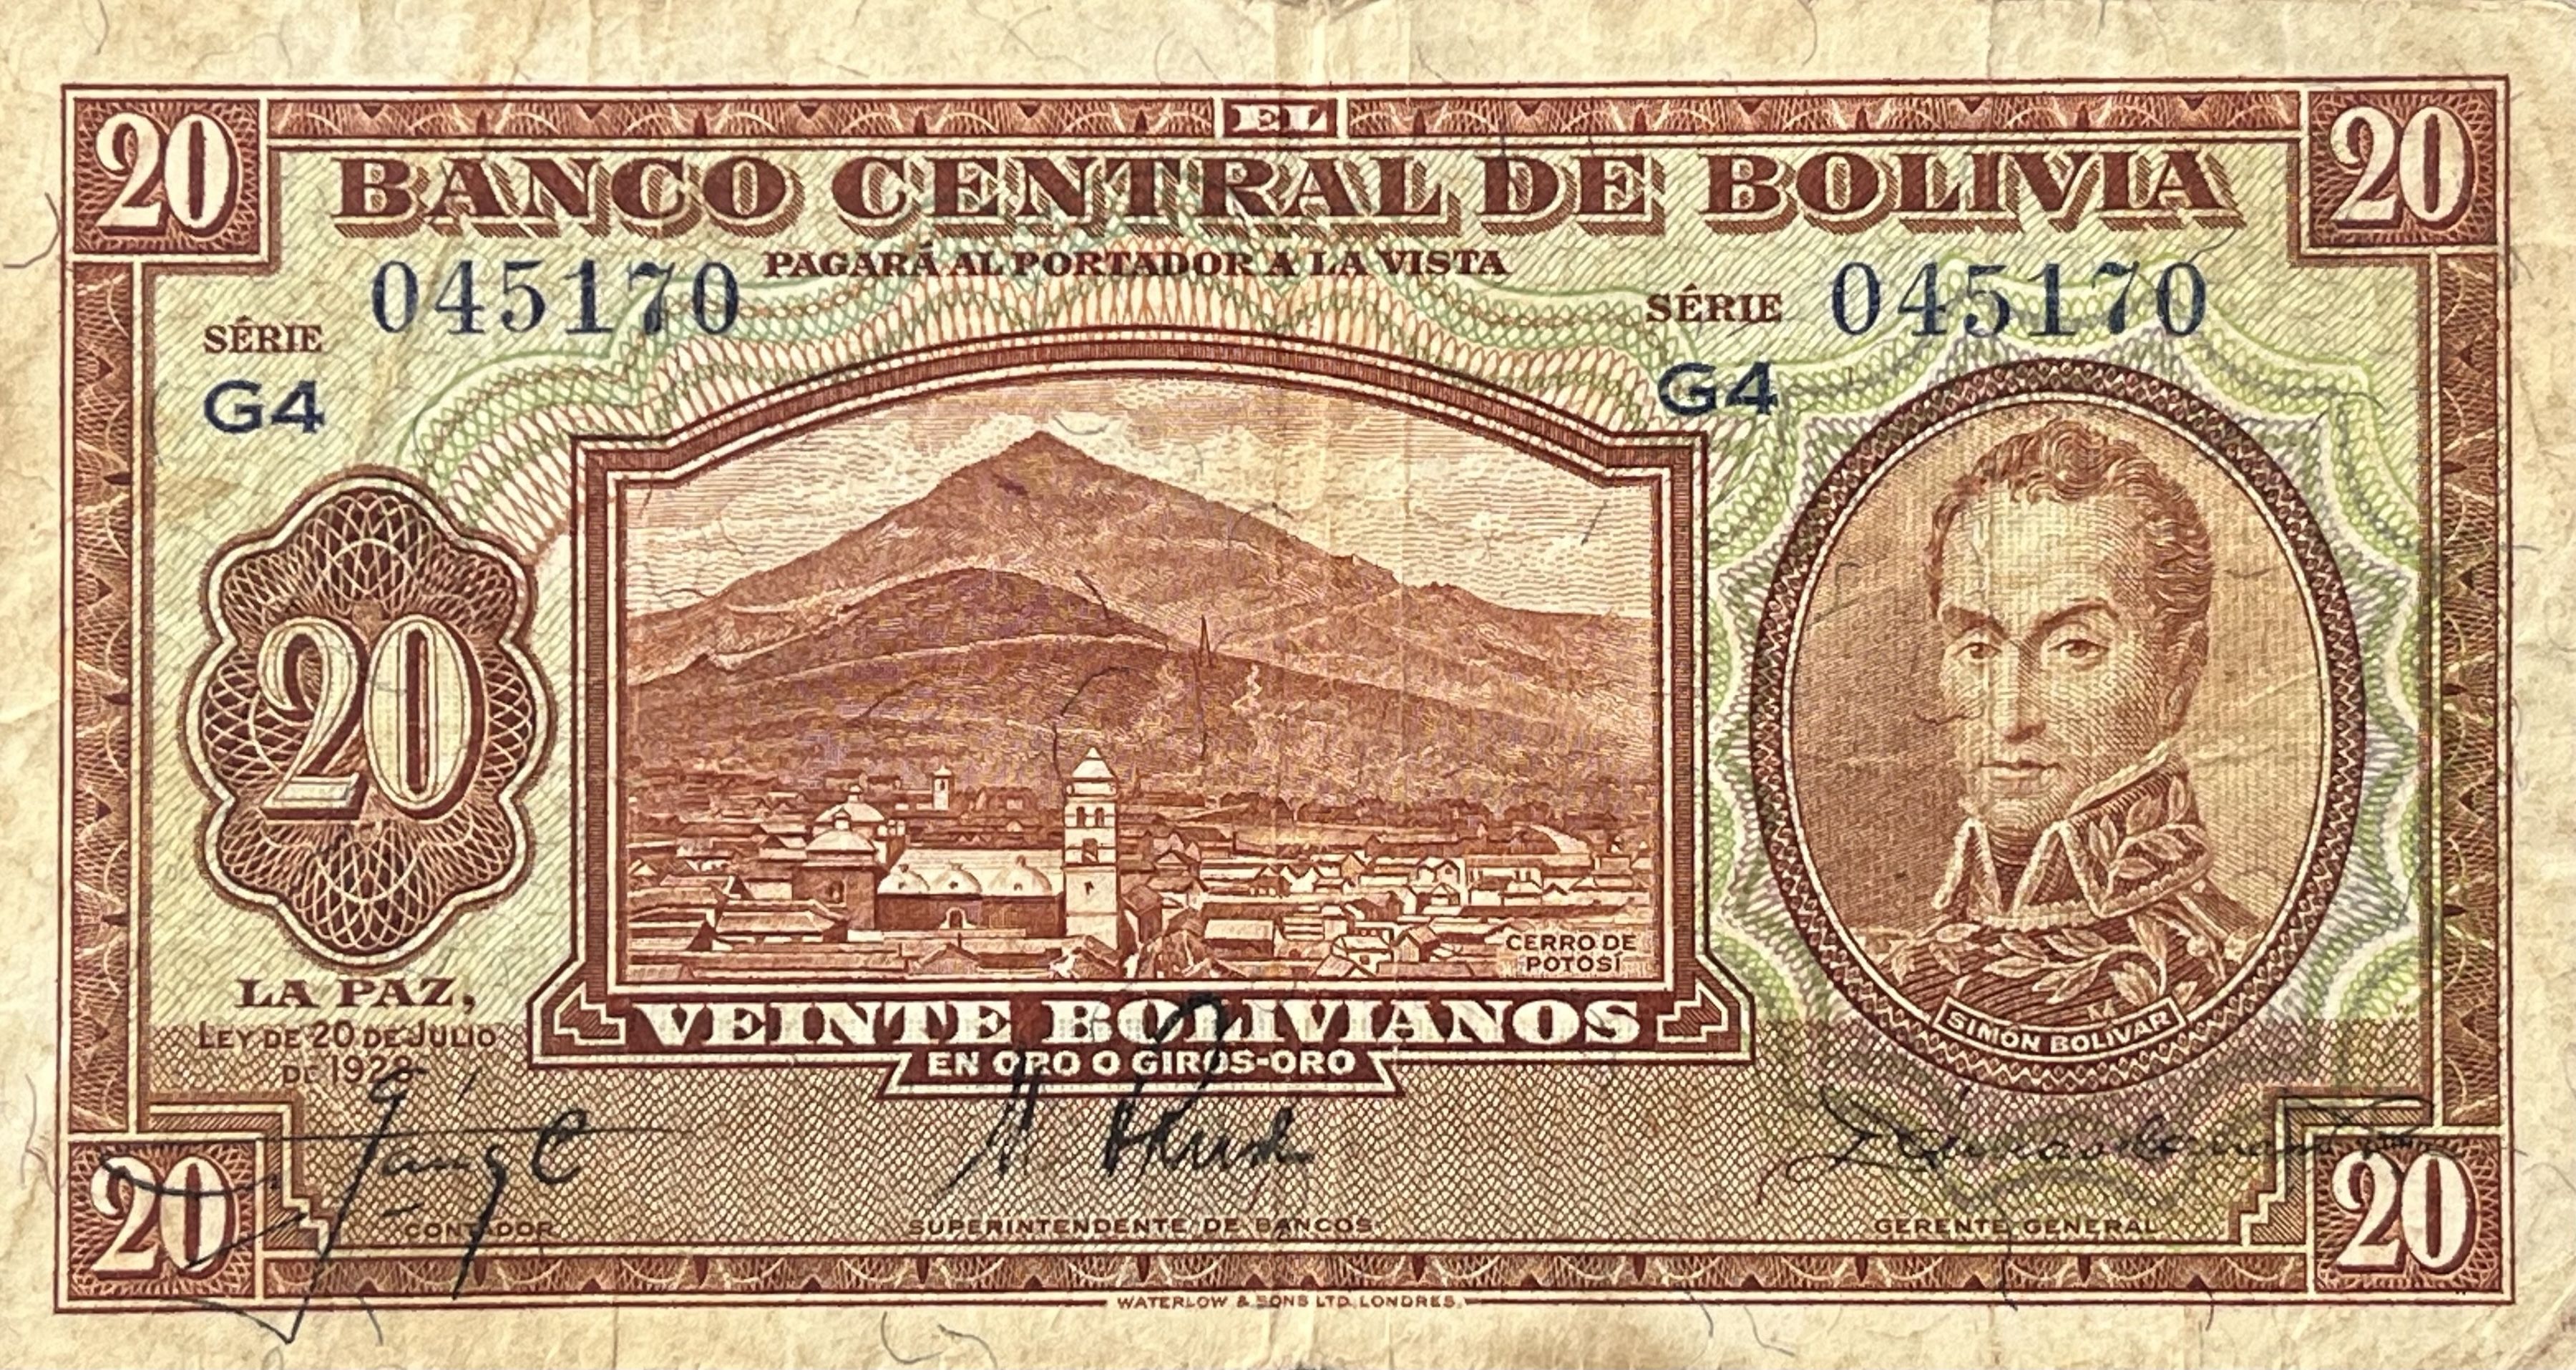 EL
20 20
BANCO CENTRAL DE BOLIVIA
PAGARÁ AL PORTADOR A LA VISTA
045170
SÉRIE
G4
SÉRIE 045170
G4
20
CERRO DE
POTOSÍ
LA PAZ,
LEY DE 20 DE JULIO
DE 1928
VEINTE BOLIVIANOS
EN ORO O GIROS-ORO
SIMÓN BOLIVAR
20 20
CONTADOR
SUPERINTENDENTE DE BANCOS
GERENTE GENERAL
WATERLOW & SONS LTD. LONDRES.